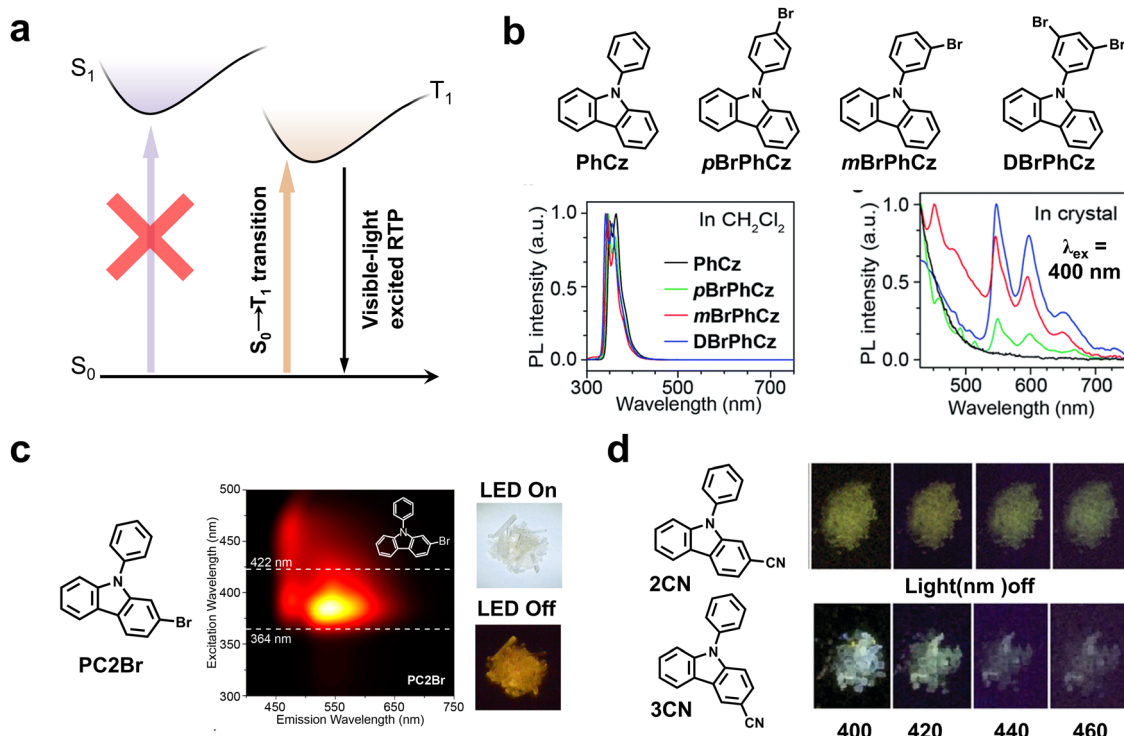 a
S1
T1
S0→T1 transition
Visible-light
excited RTP
S0
b
Br
N
PhCz
N
pBrPhCz
Br
N
mBrPhCz
Br
Br
N
DBrPhCz
PL intensity (a.u.)
1.0
0.5
0.0
In CH2Cl2
PhCz
pBrPhCz
mBrPhCz
DBrPhCz
300 500 700
Wavelength (nm)
PL intensity (a.u.)
1.0
0.5
0.0
In crystal
λex =
400 nm
500 600 700
Wavelength (nm)
c
N
Br
PC2Br
Excitation Wavelength (nm)
500
450
400
350
300
N
Br
422 nm
364 nm
PC2Br
450 550 650 750
Emission Wavelength (nm)
LED On
LED Off
d
N
CN
2CN
N
CN
3CN
Light(nm )off
400 420 440 460